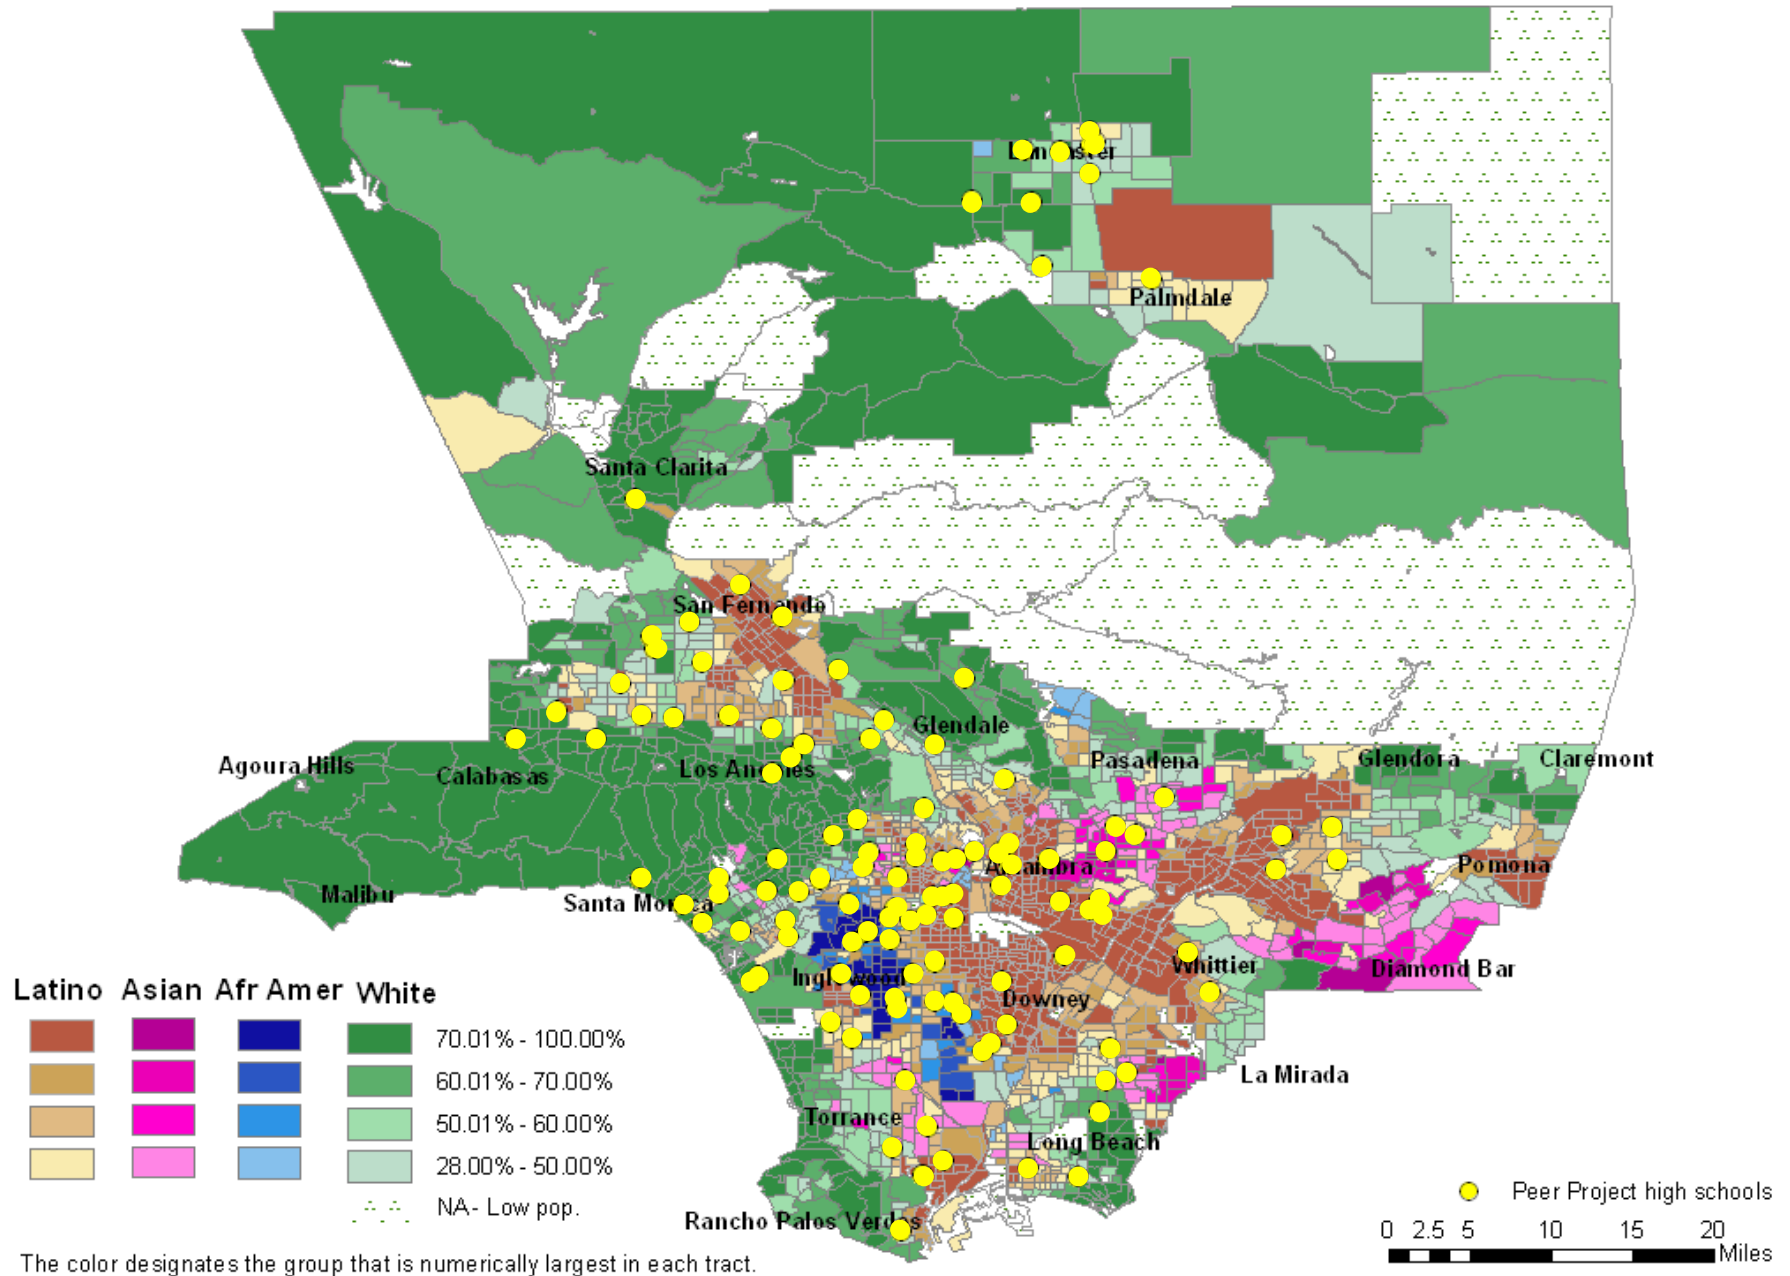 Lancaster
Palmdale
Santa Clarita
San Fernando
Glendale
Agoura Hills
Calabasas
Los Angeles
Pasadena
Glendora
Claremont
Malibu
Santa Monica
Alhambra
Pomona
Inglewood
Downey
Whittier
Diamond Bar
La Mirada
Torrance
Long Beach
Rancho Palos Verdes
Latino Asian Afr Amer White
70.01% - 100.00%
60.01% - 70.00%
50.01% - 60.00%
28.00% - 50.00%
NA - Low pop.
The color designates the group that is numerically largest in each tract.
Peer Project high schools
0 2.5 5 10 15 20
Miles